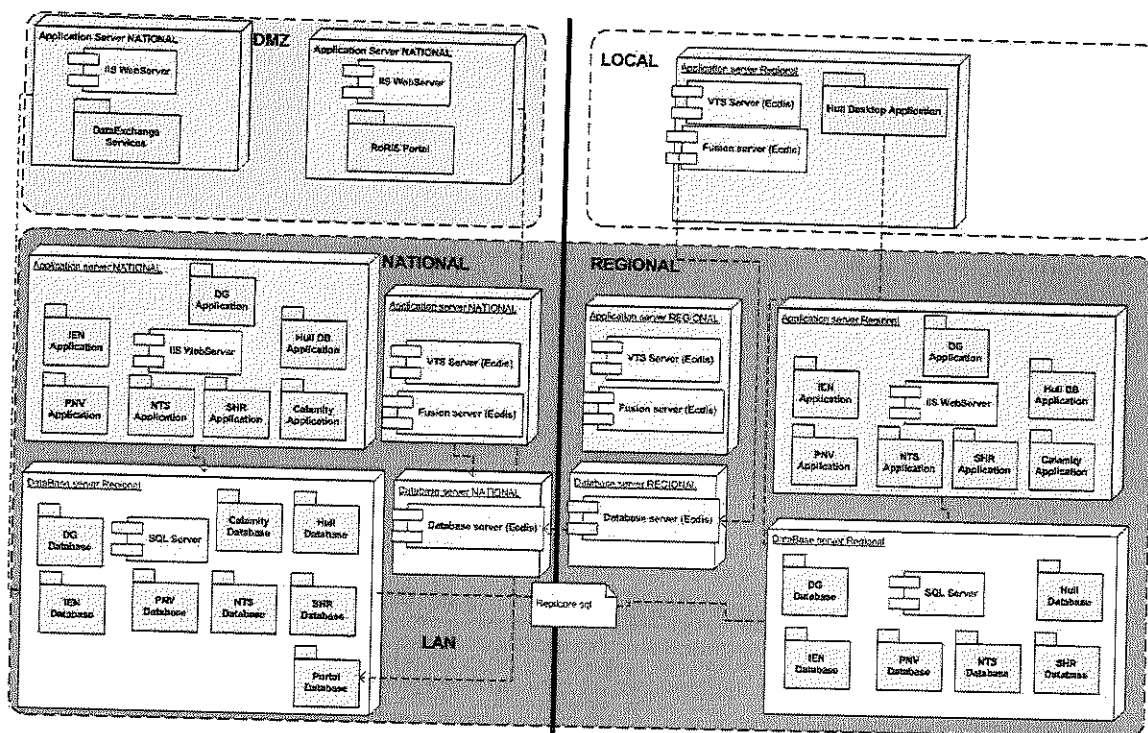 DMZ
Application Server NATIONAL
IIS WebServer
DataExchange
Services
Application Server NATIONAL
IIS WebServer
RoRIS Portal
LOCAL
Application server Regional
VTS Server (Ecdis)
Fusion server (Ecdis)
Hull Desktop Application
NATIONAL
Application server NATIONAL
DG
Application
IEN
Application
IIS WebServer
Hull DB
Application
PNV
Application
NTS
Application
SHR
Application
Calamity
Application
Application server NATIONAL
VTS Server (Ecdis)
Fusion server (Ecdis)
REGIONAL
Application server REGIONAL
VTS Server (Ecdis)
Fusion server (Ecdis)
Application server Regional
DG
Application
IEN
Application
IIS WebServer
Hull DB
Application
PNV
Application
NTS
Application
SHR
Application
Calamity
Application
DataBase server Regional
DG
Database
SQL Server
Calamity
Database
Hull
Database
IEN
Database
PNV
Database
NTS
Database
SHR
Database
Portal
Database
Database server NATIONAL
Database server (Ecdis)
Database server REGIONAL
Database server (Ecdis)
Replicare sql
LAN
DataBase server Regional
DG
Database
SQL Server
Hull
Database
IEN
Database
PNV
Database
NTS
Database
SHR
Database